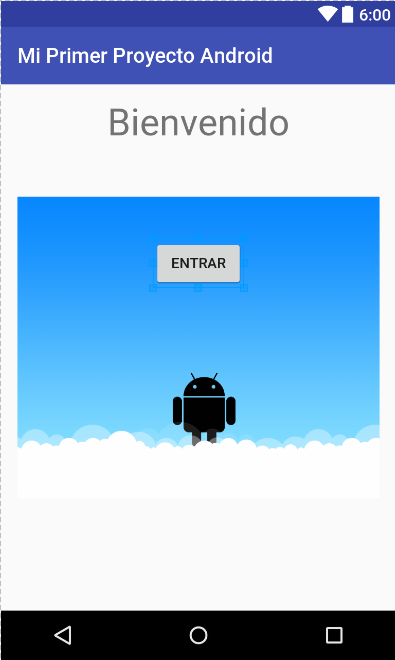 6:00
Mi Primer Proyecto Android
Bienvenido
ENTRAR